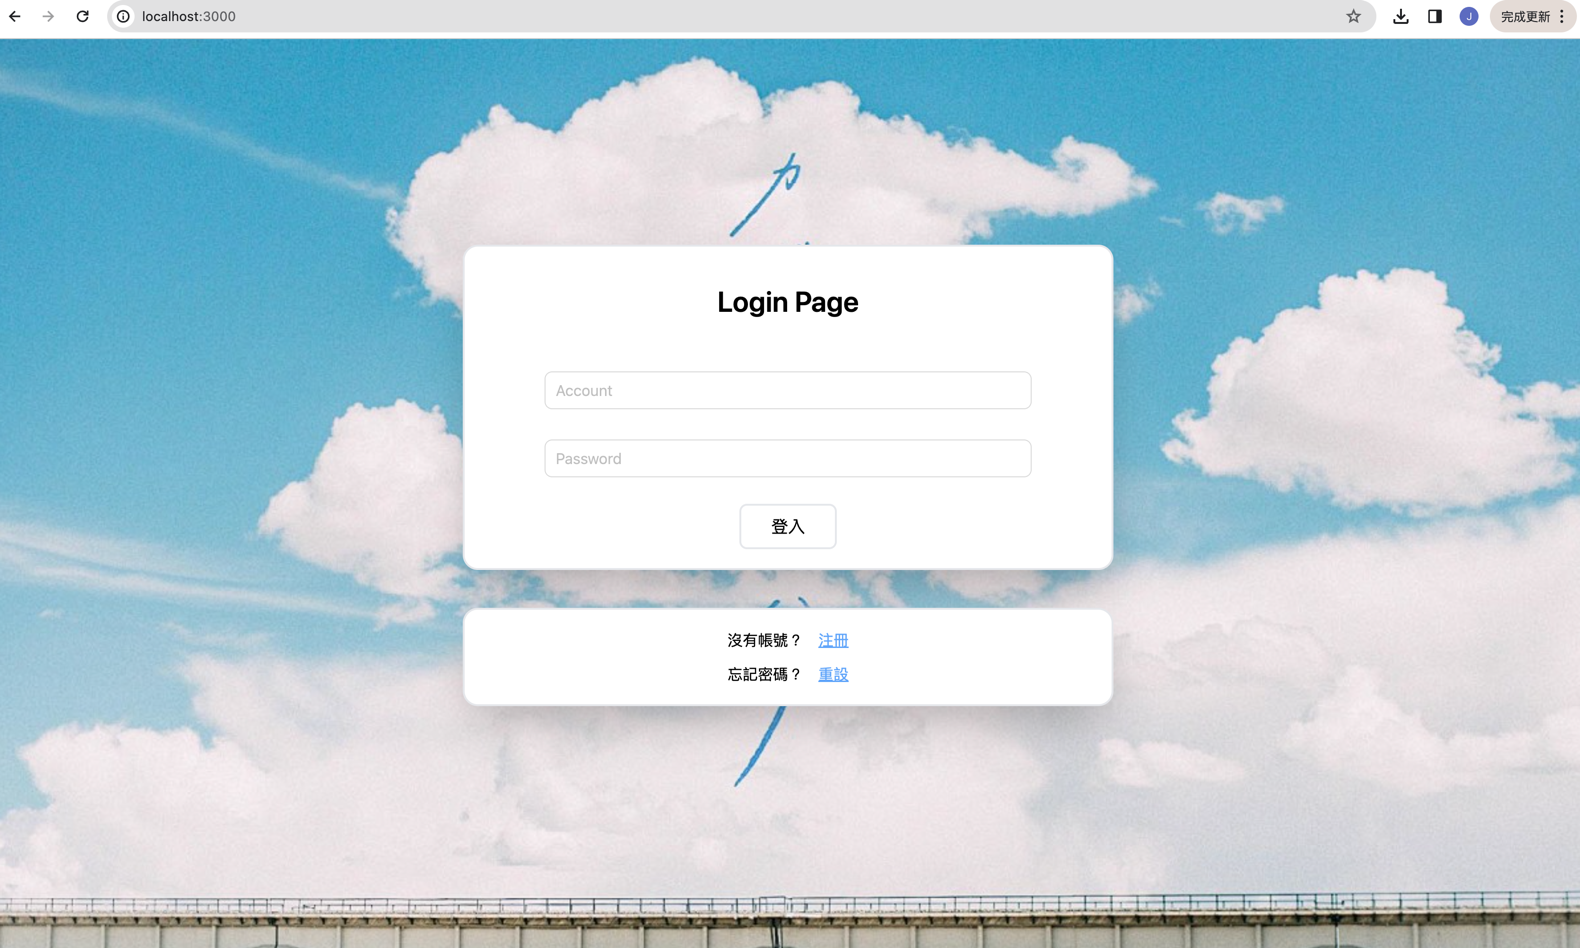 localhost:3000
J
完成更新
Login Page
Account
Password
登入
沒有帳號？ 注冊
忘記密碼？ 重設